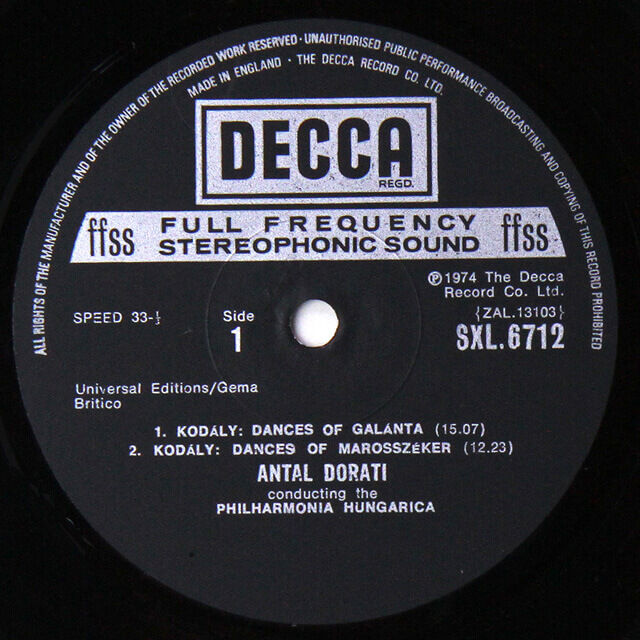 ALL RIGHTS OF THE MANUFACTURER AND OF THE OWNER OF THE RECORDED WORK RESERVED · UNAUTHORISED PUBLIC PERFORMANCE BROADCASTING AND COPYING OF THIS RECORD PROHIBITED
MADE IN ENGLAND · THE DECCA RECORD CO. LTD.
DECCA
REGD.
ffss FULL FREQUENCY STEREOPHONIC SOUND ffss
℗ 1974 The Decca
Record Co. Ltd.
SPEED 33-⅓
Side
1
{ZAL.13103}
SXL.6712
Universal Editions/Gema
Britico
1. KODÁLY: DANCES OF GALÁNTA (15.07)
2. KODÁLY: DANCES OF MAROSSZÉKER (12.23)
ANTAL DORATI
conducting the
PHILHARMONIA HUNGARICA